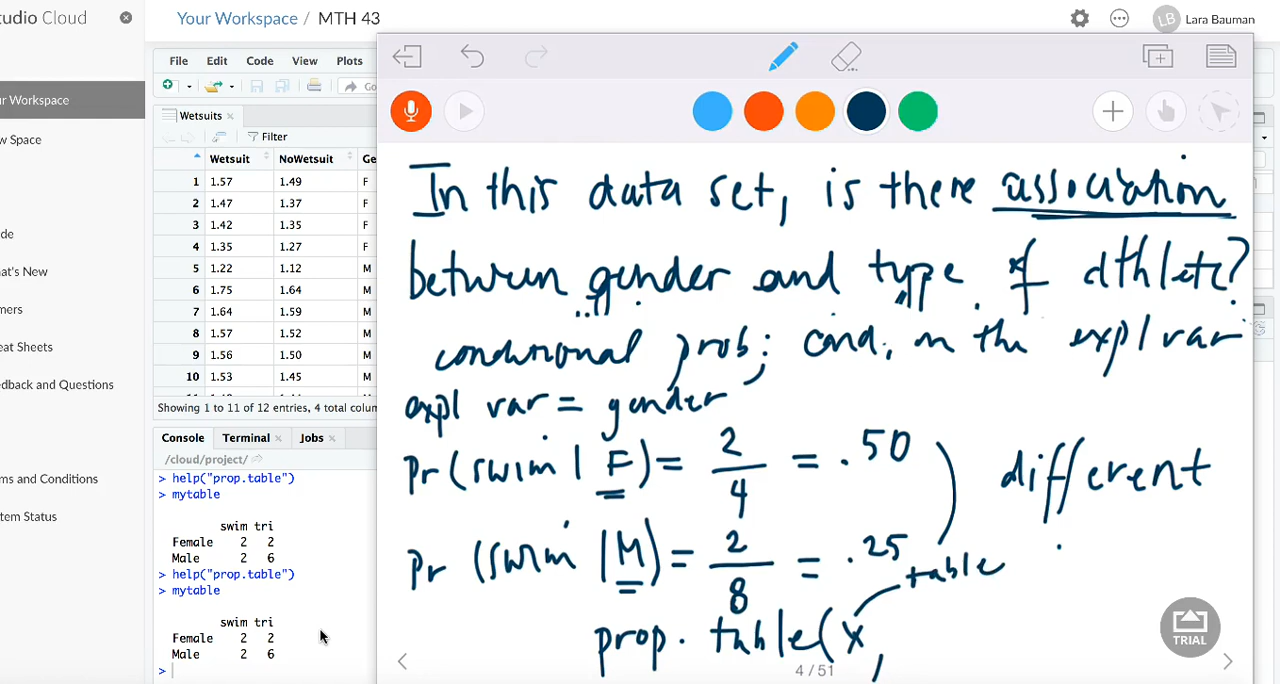 tudio Cloud
Your Workspace / MTH 43
LB Lara Bauman
ur Workspace
w Space
de
hat's New
mers
eat Sheets
edback and Questions
rms and Conditions
tem Status
File Edit Code View Plots
Go
Wetsuits
Filter
Wetsuit NoWetsuit Ge
1 1.57 1.49 F
2 1.47 1.37 F
3 1.42 1.35 F
4 1.35 1.27 F
5 1.22 1.12 M
6 1.75 1.64 M
7 1.64 1.59 M
8 1.57 1.52 M
9 1.56 1.50 M
10 1.53 1.45 M
Showing 1 to 11 of 12 entries, 4 total colum
Console Terminal Jobs
/cloud/project/
> help("prop.table")
> mytable
swim tri
Female 2 2
Male 2 6
> help("prop.table")
> mytable
swim tri
Female 2 2
Male 2 6
>
In this data set, is there association
between gender and type of athlete?
conditional prob; cond. on the expl var
expl var = gender
Pr(swim | F) = 2/4 = .50
different
Pr (swim | M) = 2/8 = .25
table
prop. table(x,
4/51
TRIAL